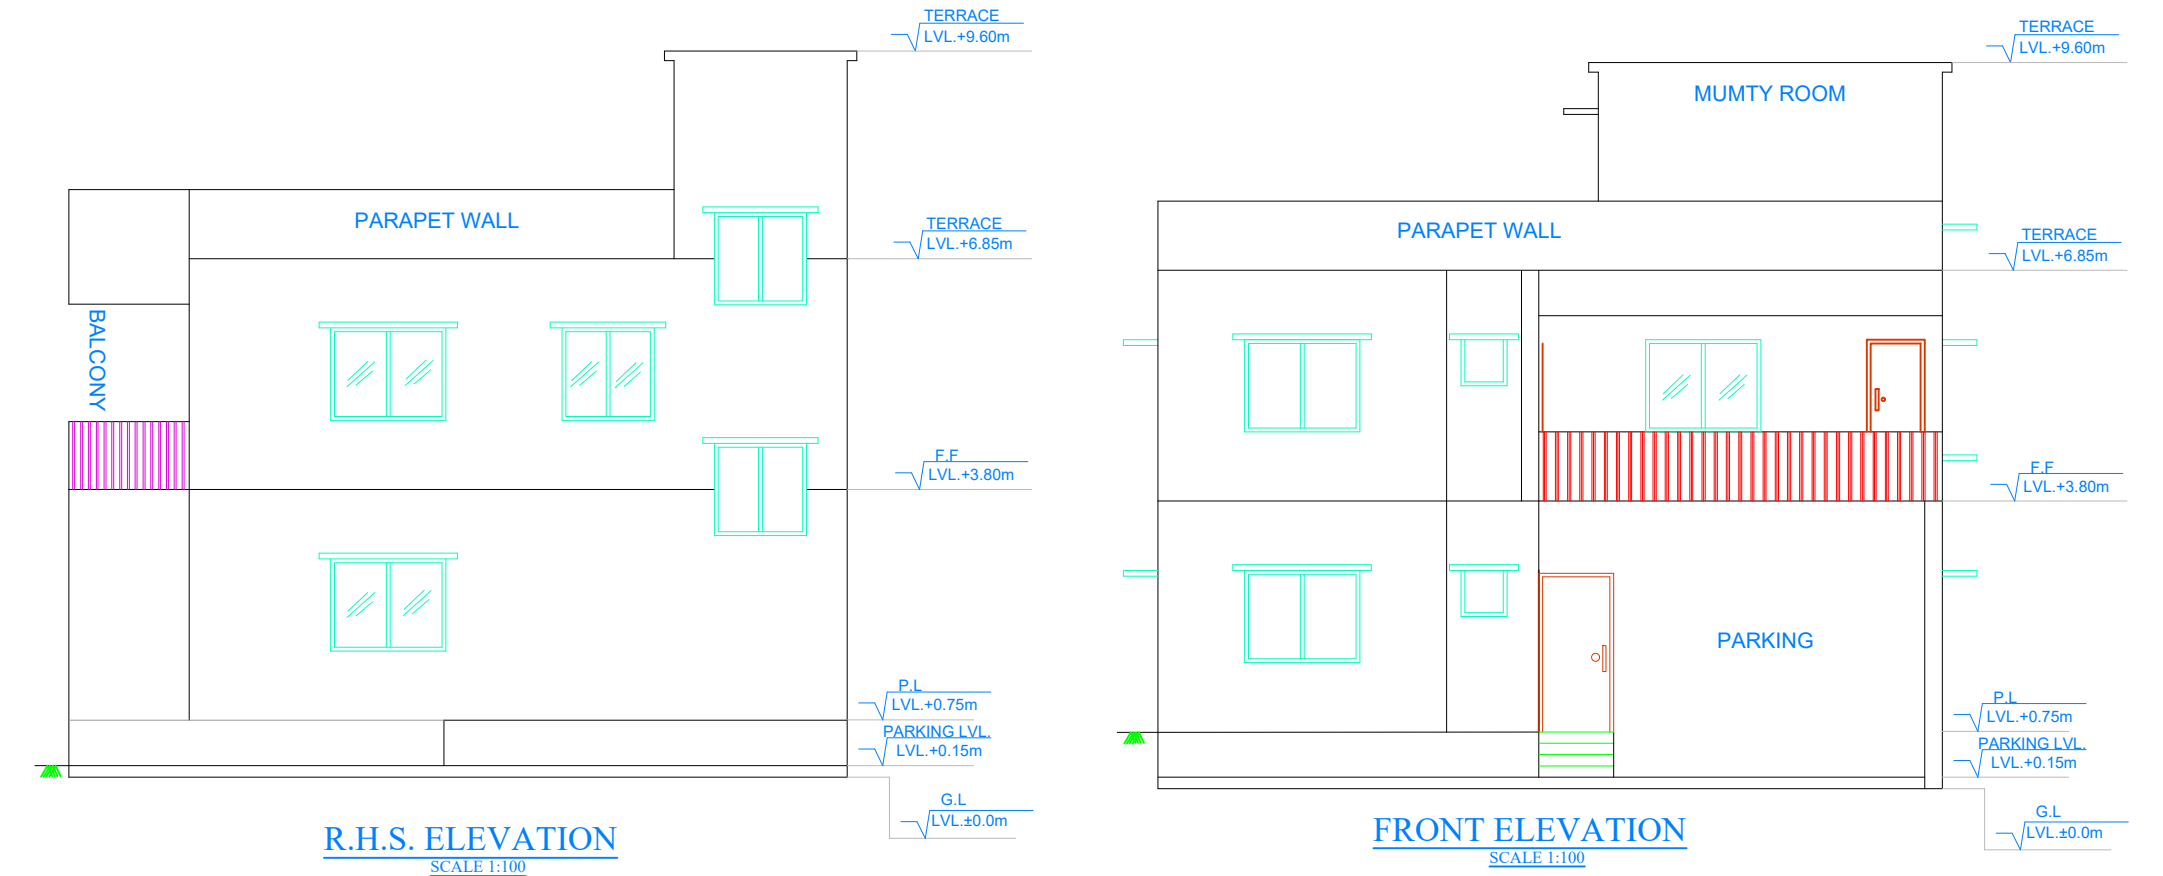 TERRACE
LVL.+9.60m
PARAPET WALL
TERRACE
LVL.+6.85m
BALCONY
F.F
LVL.+3.80m
P.L
LVL.+0.75m
PARKING LVL.
LVL.+0.15m
G.L
LVL.±0.0m
R.H.S. ELEVATION
SCALE 1:100
TERRACE
LVL.+9.60m
MUMTY ROOM
PARAPET WALL
TERRACE
LVL.+6.85m
F.F
LVL.+3.80m
PARKING
P.L
LVL.+0.75m
PARKING LVL.
LVL.+0.15m
G.L
LVL.±0.0m
FRONT ELEVATION
SCALE 1:100